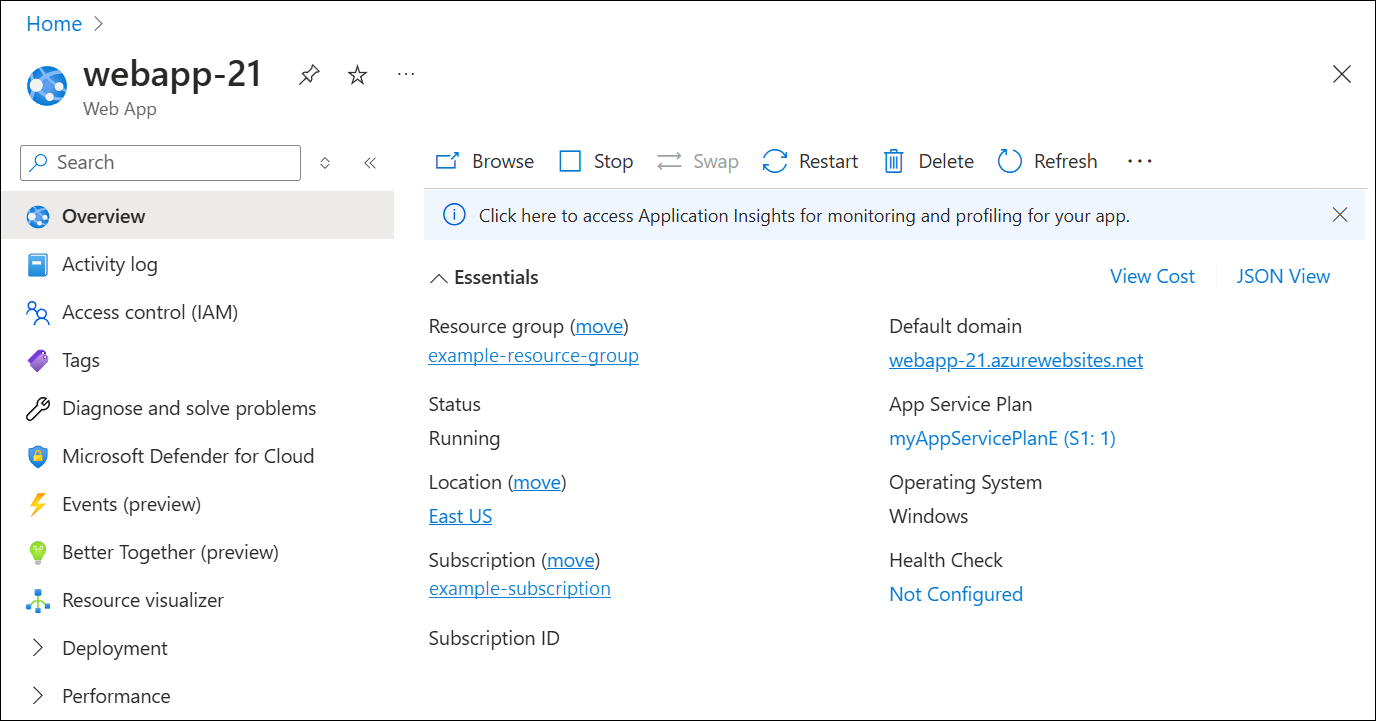 Home
webapp-21
Web App
Search
Overview
Activity log
Access control (IAM)
Tags
Diagnose and solve problems
Microsoft Defender for Cloud
Events (preview)
Better Together (preview)
Resource visualizer
Deployment
Performance
Browse Stop Swap Restart Delete Refresh
Click here to access Application Insights for monitoring and profiling for your app.
Essentials
View Cost JSON View
Resource group (move)
example-resource-group
Status
Running
Location (move)
East US
Subscription (move)
example-subscription
Subscription ID
Default domain
webapp-21.azurewebsites.net
App Service Plan
myAppServicePlanE (S1: 1)
Operating System
Windows
Health Check
Not Configured